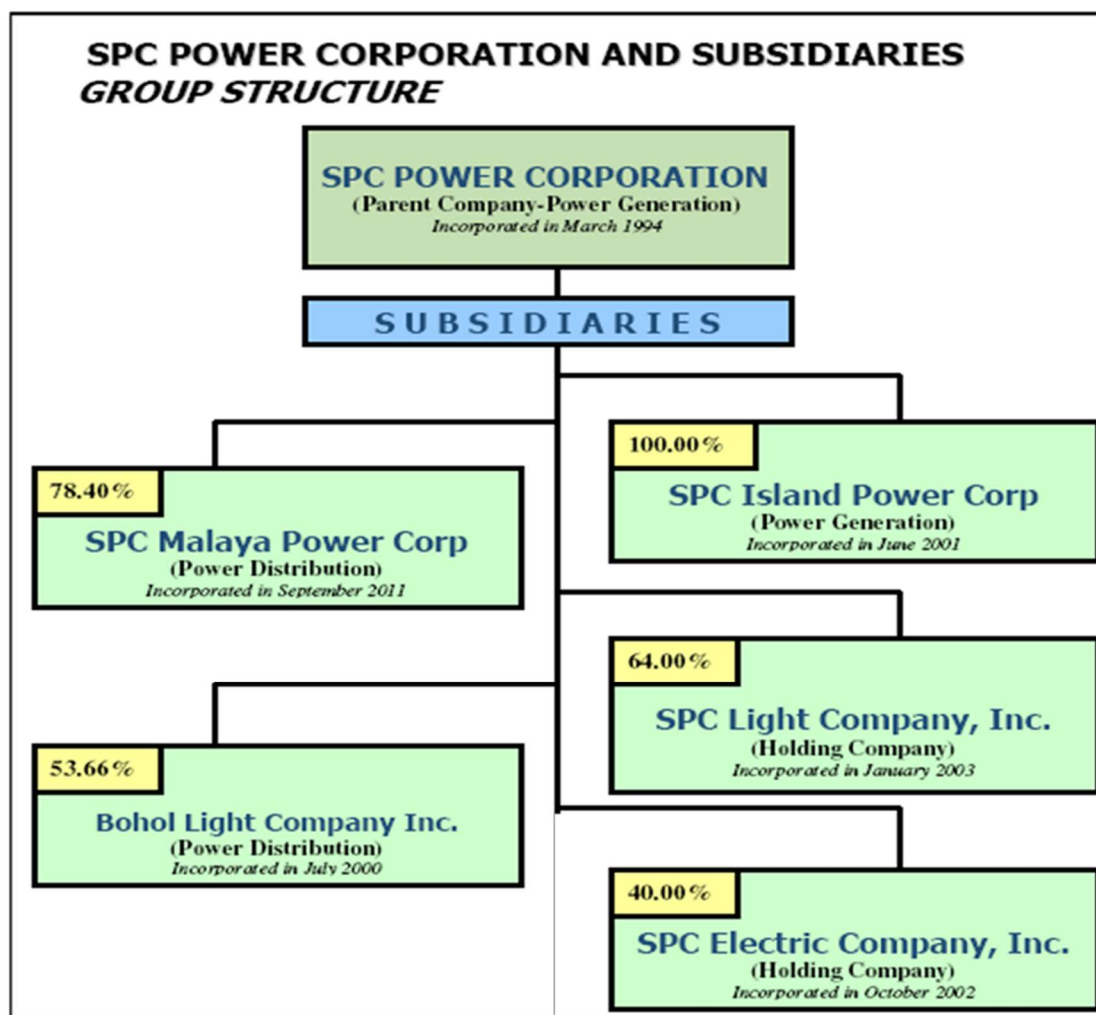 SPC POWER CORPORATION AND SUBSIDIARIES
GROUP STRUCTURE
SPC POWER CORPORATION
(Parent Company-Power Generation)
Incorporated in March 1994
SUBSIDIARIES
78.40%
SPC Malaya Power Corp
(Power Distribution)
Incorporated in September 2011
100.00%
SPC Island Power Corp
(Power Generation)
Incorporated in June 2001
64.00%
SPC Light Company, Inc.
(Holding Company)
Incorporated in January 2003
53.66%
Bohol Light Company Inc.
(Power Distribution)
Incorporated in July 2000
40.00%
SPC Electric Company, Inc.
(Holding Company)
Incorporated in October 2002